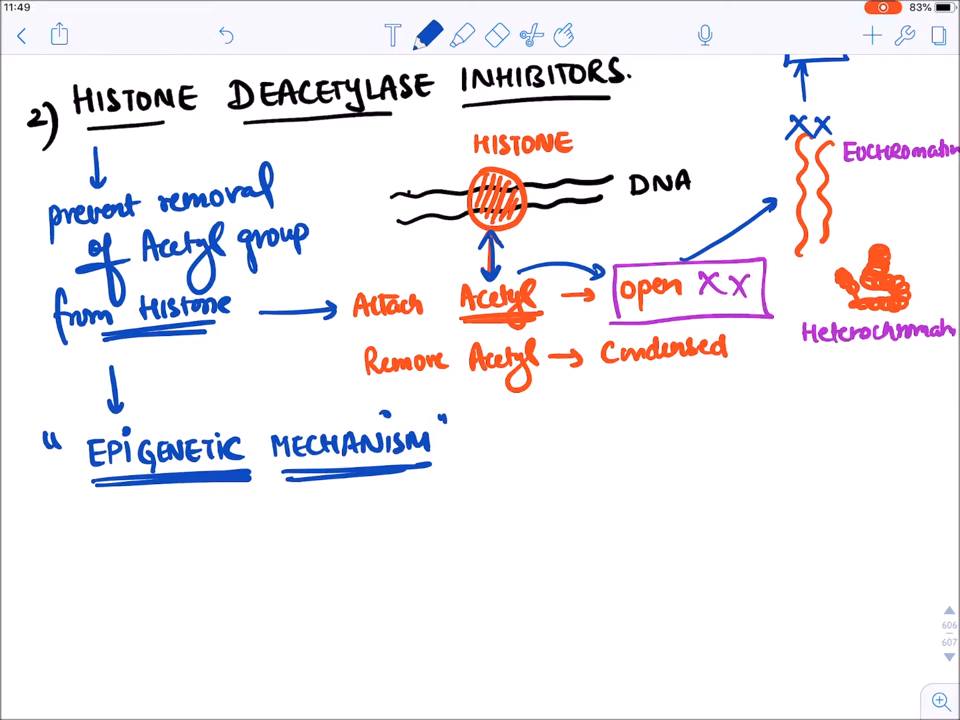 11:49
83%
T
2) HISTONE DEACETYLASE INHIBITORS.
HISTONE
DNA
XX
EUCHROMATIN
prevent removal
of Acetyl group
from Histone
Attach Acetyl → open XX
Remove Acetyl → Condensed
Heterochromatin
"EPIGENETIC MECHANISM"
606
607